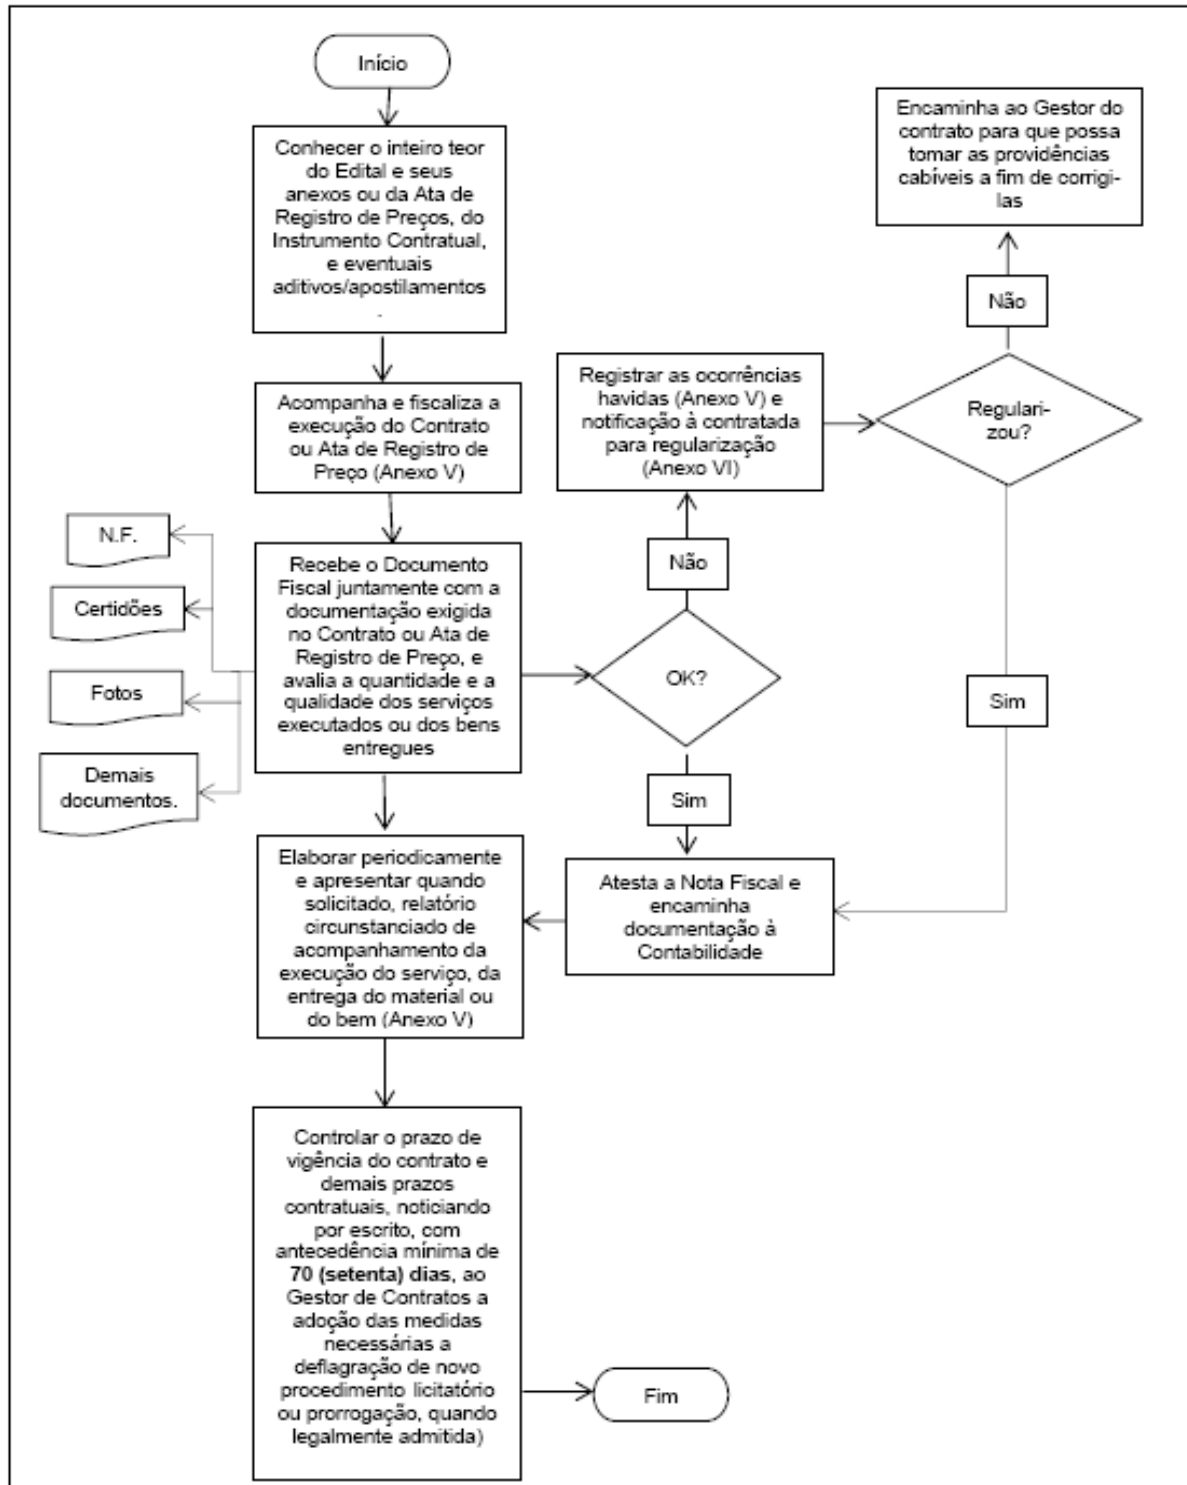 Início
Conhecer o inteiro teor
do Edital e seus
anexos ou da Ata de
Registro de Preços, do
Instrumento Contratual,
e eventuais
aditivos/apostilamentos
.
Acompanha e fiscaliza a
execução do Contrato
ou Ata de Registro de
Preço (Anexo V)
Recebe o Documento
Fiscal juntamente com a
documentação exigida
no Contrato ou Ata de
Registro de Preço, e
avalia a quantidade e a
qualidade dos serviços
executados ou dos bens
entregues
N.F.
Certidões
Fotos
Demais
documentos.
OK?
Não
Registrar as ocorrências
havidas (Anexo V) e
notificação à contratada
para regularização
(Anexo VI)
Regulari-
zou?
Não
Encaminha ao Gestor do
contrato para que possa
tomar as providências
cabíveis a fim de corrigi-
las
Sim
Sim
Atesta a Nota Fiscal e
encaminha
documentação à
Contabilidade
Elaborar periodicamente
e apresentar quando
solicitado, relatório
circunstanciado de
acompanhamento da
execução do serviço, da
entrega do material ou
do bem (Anexo V)
Controlar o prazo de
vigência do contrato e
demais prazos
contratuais, noticiando
por escrito, com
antecedência mínima de
70 (setenta) dias, ao
Gestor de Contratos a
adoção das medidas
necessárias a
deflagração de novo
procedimento licitatório
ou prorrogação, quando
legalmente admitida)
Fim